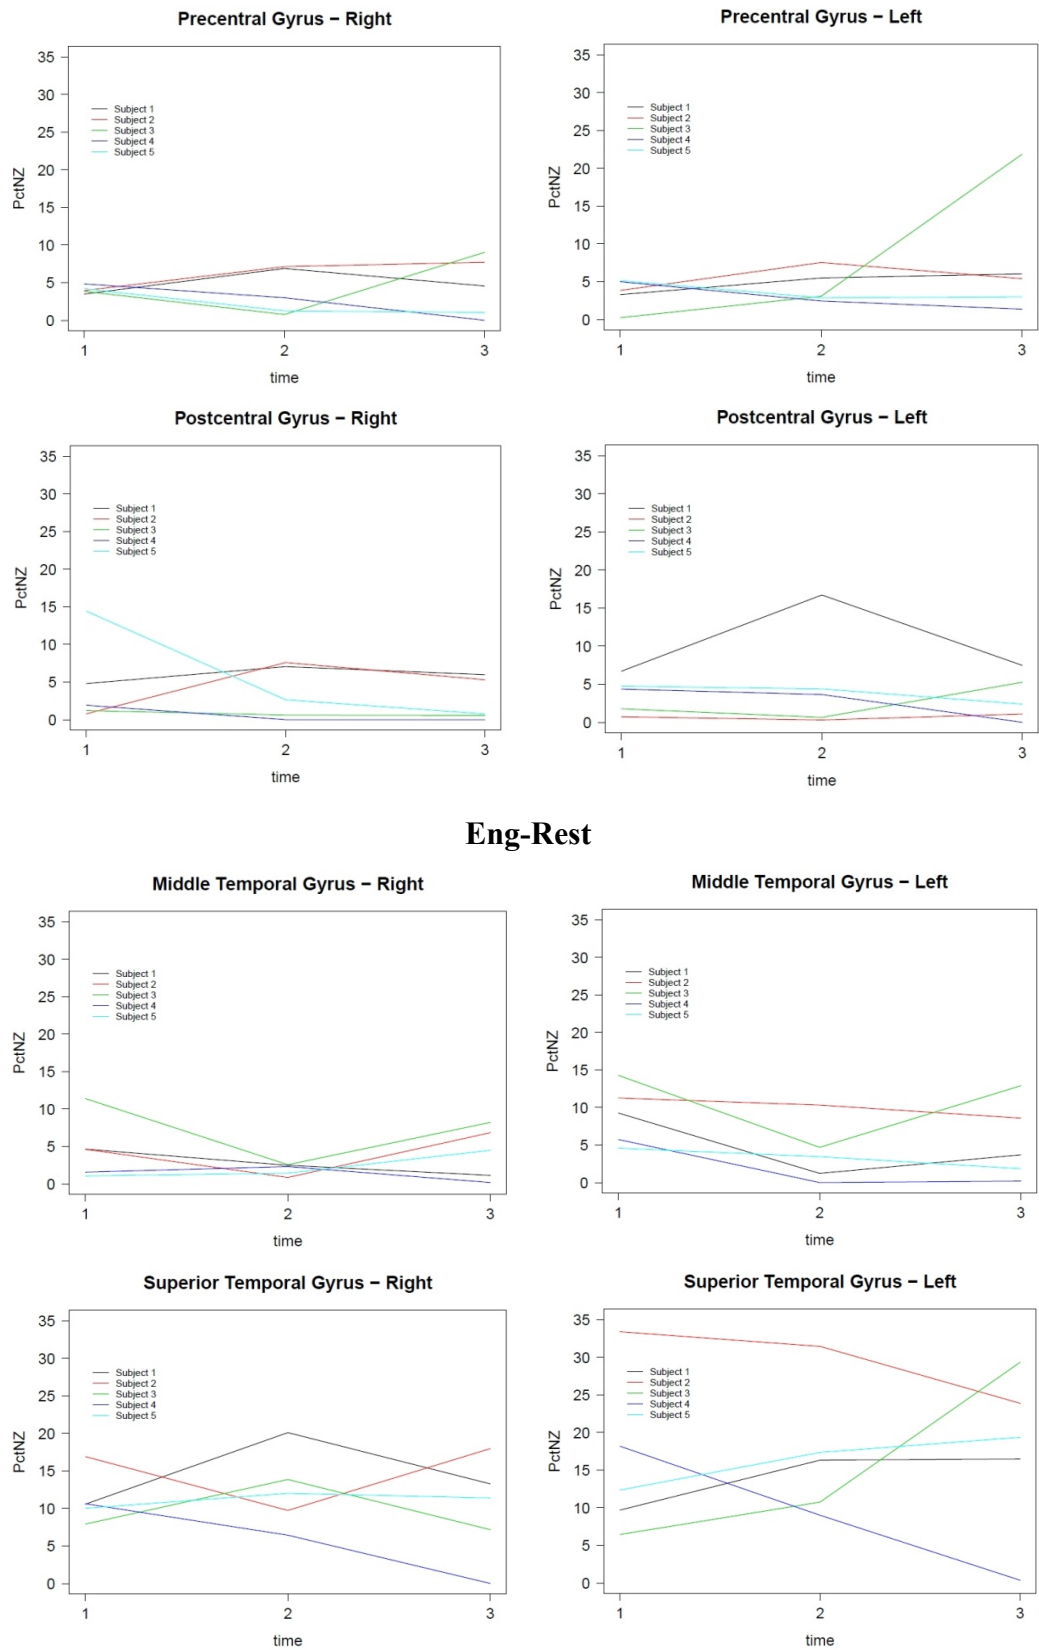 Precentral Gyrus − Right
35
30
25
20
15
10
5
0
PctNZ
Subject 1
Subject 2
Subject 3
Subject 4
Subject 5
1 2 3
time
Precentral Gyrus − Left
35
30
25
20
15
10
5
0
PctNZ
Subject 1
Subject 2
Subject 3
Subject 4
Subject 5
1 2 3
time
Postcentral Gyrus − Right
35
30
25
20
15
10
5
0
PctNZ
Subject 1
Subject 2
Subject 3
Subject 4
Subject 5
1 2 3
time
Postcentral Gyrus − Left
35
30
25
20
15
10
5
0
PctNZ
Subject 1
Subject 2
Subject 3
Subject 4
Subject 5
1 2 3
time
Eng-Rest
Middle Temporal Gyrus − Right
35
30
25
20
15
10
5
0
PctNZ
Subject 1
Subject 2
Subject 3
Subject 4
Subject 5
1 2 3
time
Middle Temporal Gyrus − Left
35
30
25
20
15
10
5
0
PctNZ
Subject 1
Subject 2
Subject 3
Subject 4
Subject 5
1 2 3
time
Superior Temporal Gyrus − Right
35
30
25
20
15
10
5
0
PctNZ
Subject 1
Subject 2
Subject 3
Subject 4
Subject 5
1 2 3
time
Superior Temporal Gyrus − Left
35
30
25
20
15
10
5
0
PctNZ
Subject 1
Subject 2
Subject 3
Subject 4
Subject 5
1 2 3
time